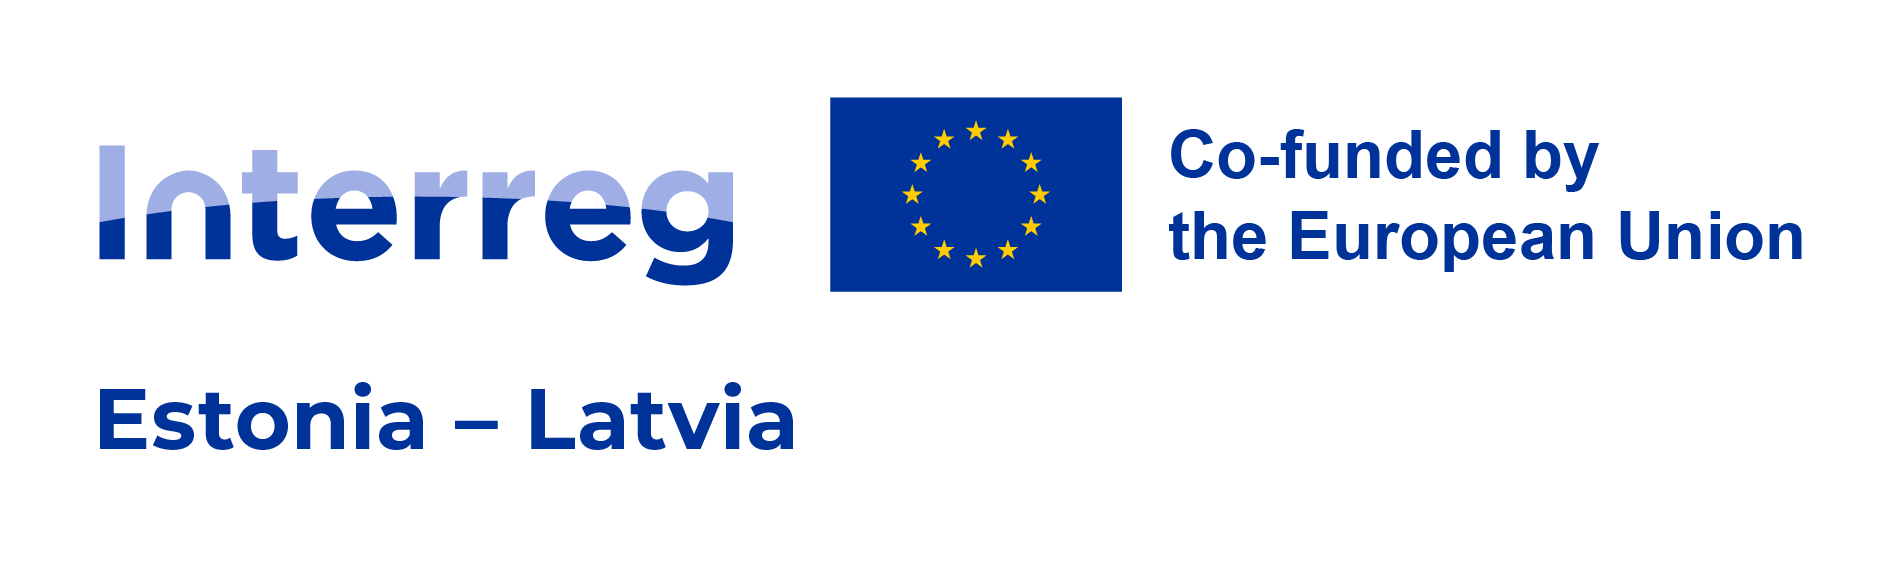 Interreg
Co-funded by
the European Union
Estonia – Latvia